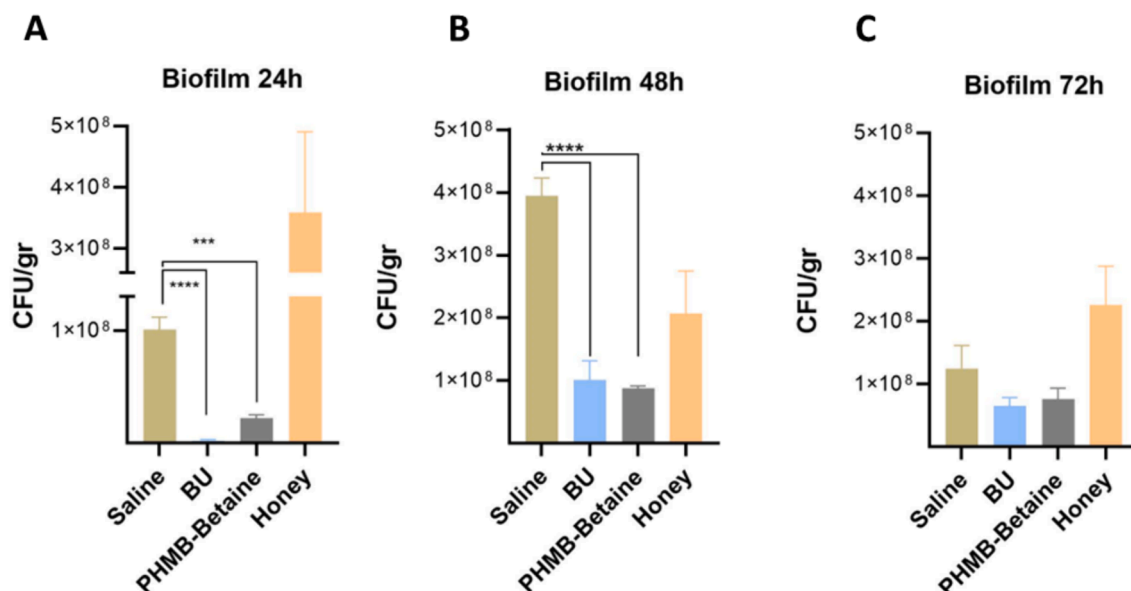 A
Biofilm 24h
CFU/gr
5×10⁸
4×10⁸
3×10⁸
1×10⁸
***
****
Saline
BU
PHMB-Betaine
Honey
B
Biofilm 48h
CFU/gr
5×10⁸
4×10⁸
3×10⁸
2×10⁸
1×10⁸
****
Saline
BU
PHMB-Betaine
Honey
C
Biofilm 72h
CFU/gr
5×10⁸
4×10⁸
3×10⁸
2×10⁸
1×10⁸
Saline
BU
PHMB-Betaine
Honey